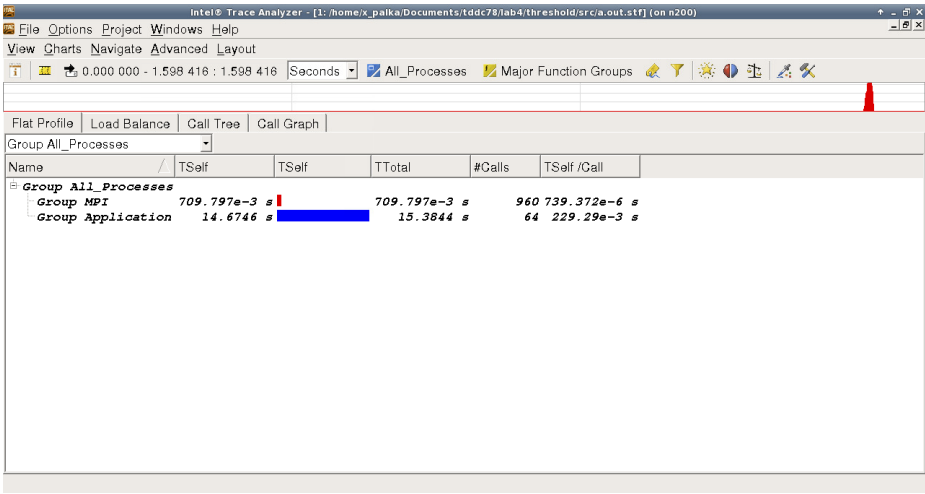 Intel® Trace Analyzer - [1: /home/x_palka/Documents/tddc78/lab4/threshold/src/a.out.stf] (on n200)
File Options Project Windows Help
View Charts Navigate Advanced Layout
0.000 000 - 1.598 416 : 1.598 416 Seconds All_Processes Major Function Groups
Flat Profile Load Balance Call Tree Call Graph
Group All_Processes
Name TSelf TSelf TTotal #Calls TSelf /Call
Group All_Processes
Group MPI 709.797e-3 s 709.797e-3 s 960 739.372e-6 s
Group Application 14.6746 s 15.3844 s 64 229.29e-3 s